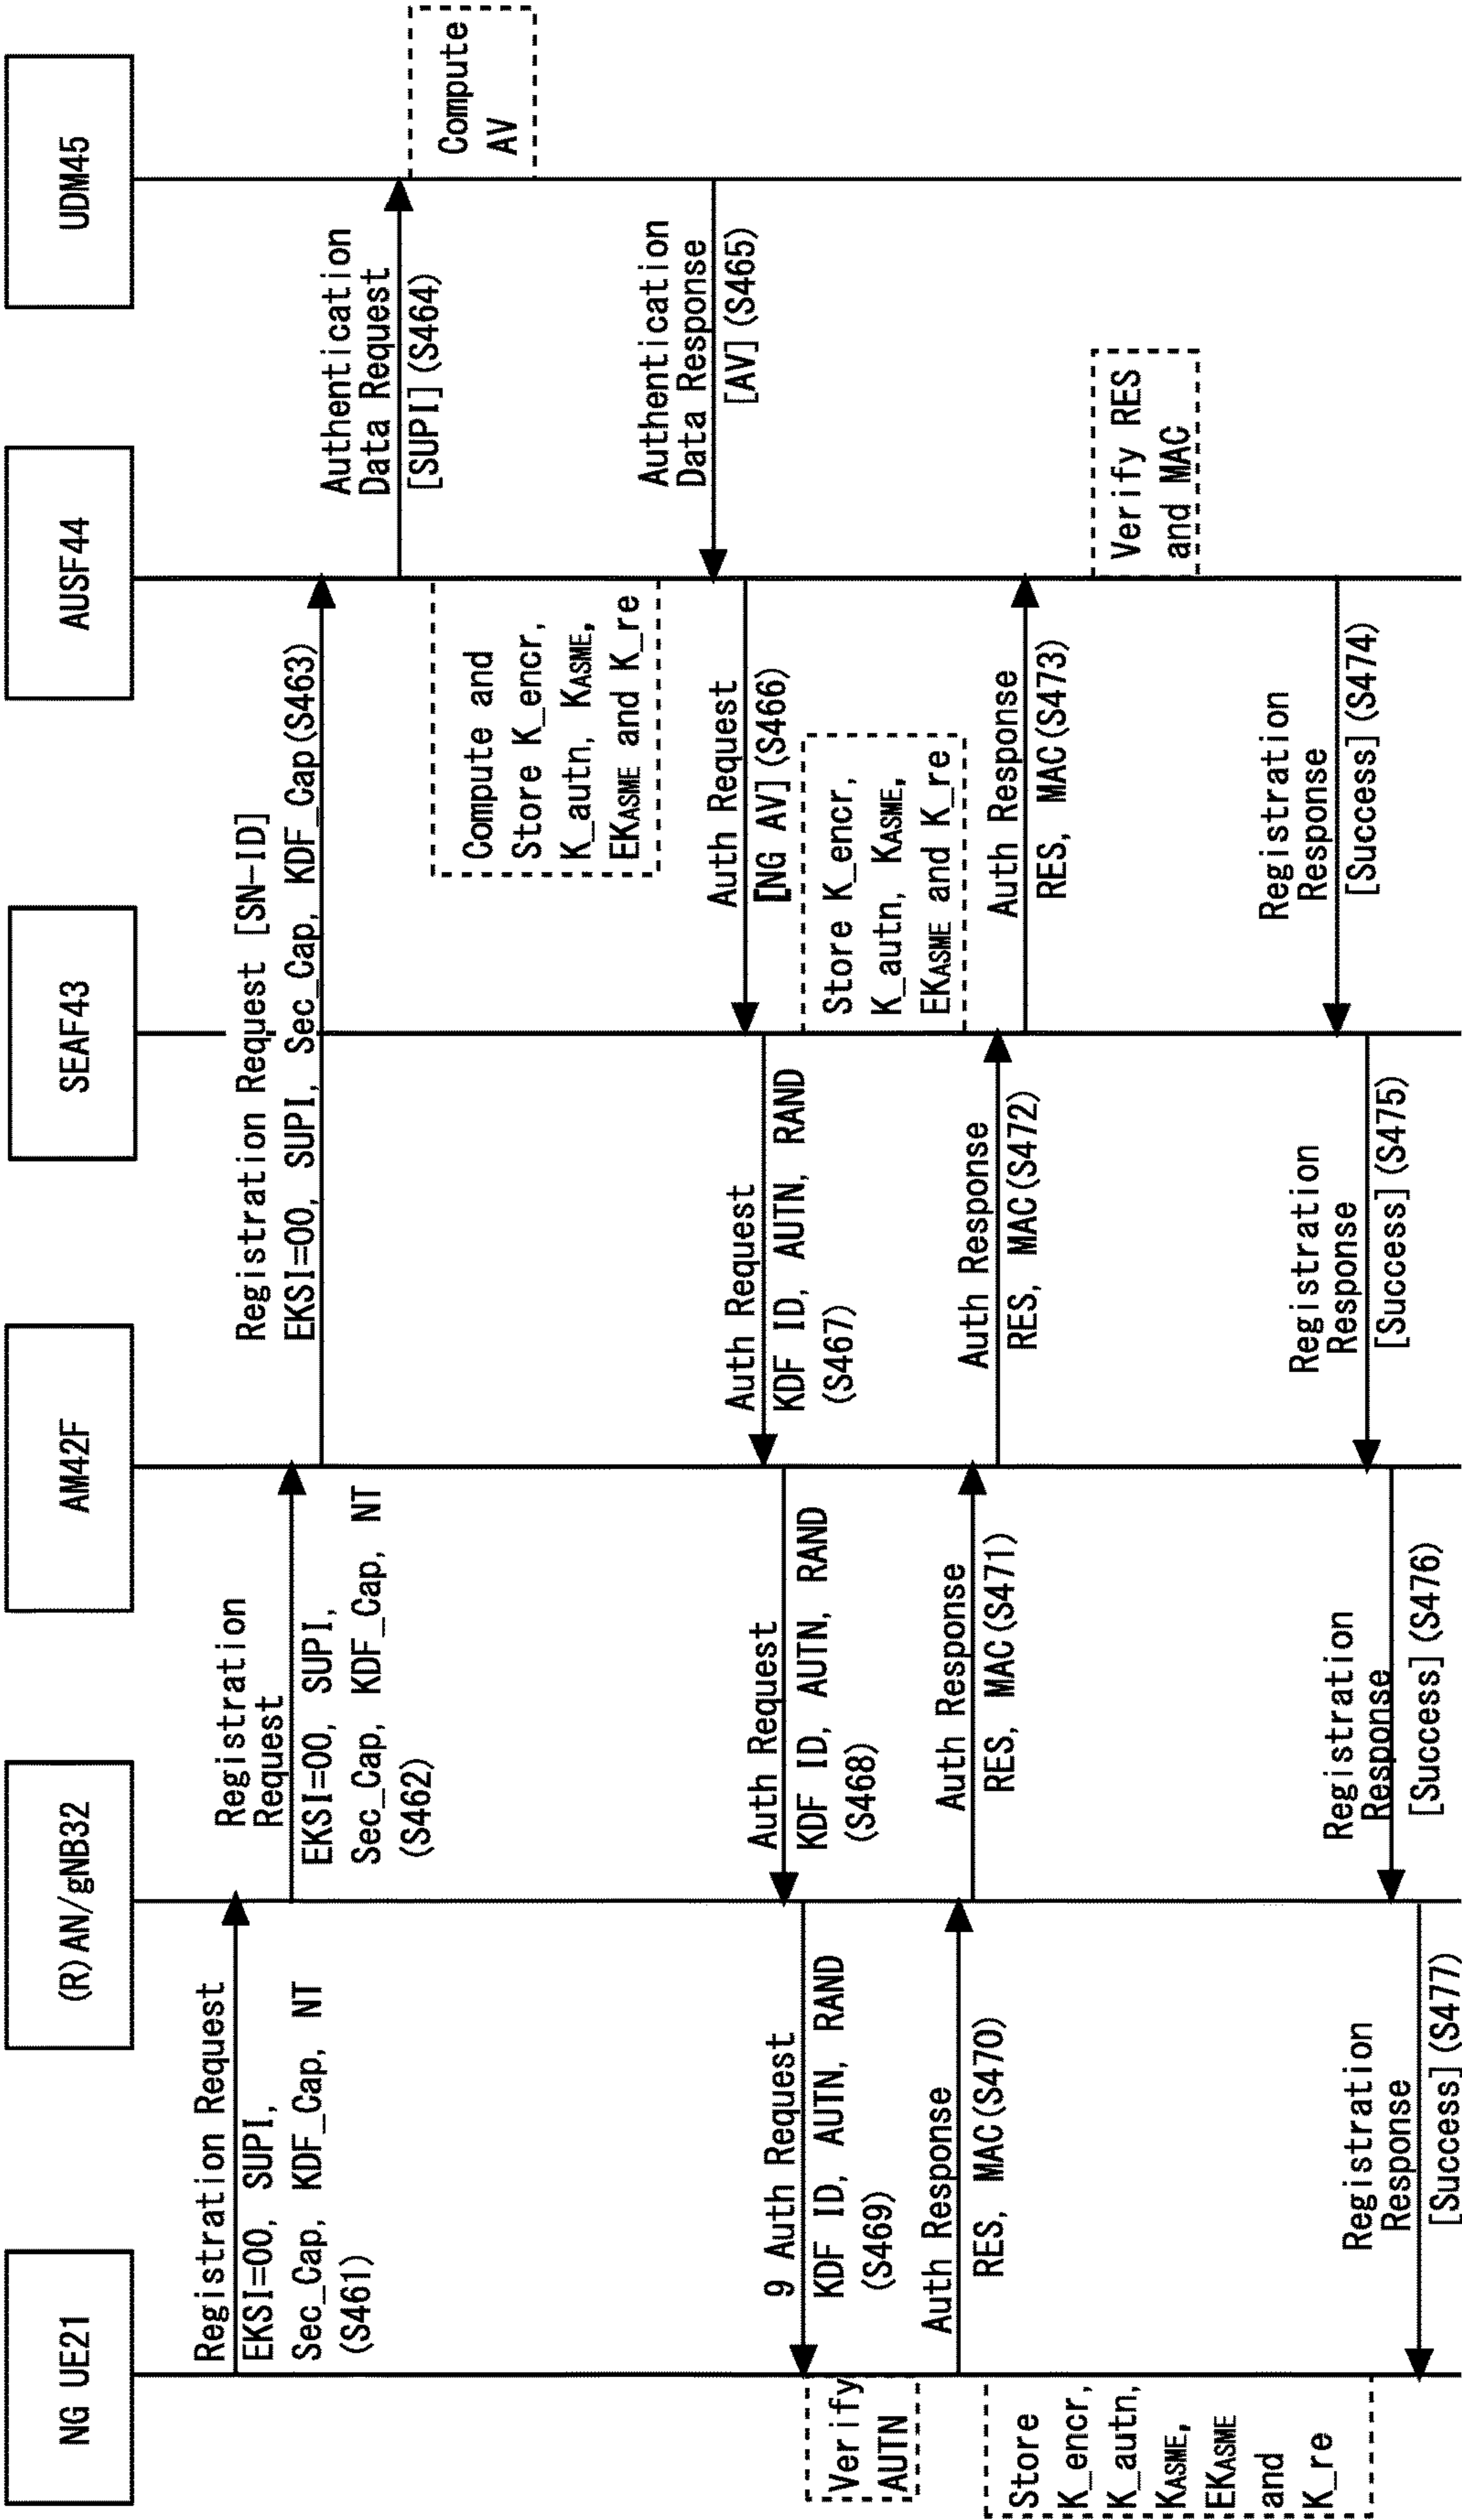 NG UE21
(R)AN/gNB32
AM42F
SEAF43
AUSF44
UDM45
Registration Request
EKSI=00, SUPI,
Sec_Cap, KDF_Cap, NT
(S461)
Registration
Request
EKSI=00, SUPI,
Sec_Cap, KDF_Cap, NT
(S462)
Registration Request [SN-ID]
EKSI=00, SUPI, Sec_Cap, KDF_Cap(S463)
Authentication
Data Request
[SUPI](S464)
Compute
AV
Compute and
Store K_encr,
K_autn, KASME,
EKASME and K_re
Authentication
Data Response
[AV](S465)
Auth Request
[NG AV](S466)
Store K_encr,
K_autn, KASME,
EKASME and K_re
Auth Request
KDF ID, AUTN, RAND
(S467)
Auth Request
KDF ID, AUTN, RAND
(S468)
9 Auth Request
KDF ID, AUTN, RAND
(S469)
Verify
AUTN
Auth Response
RES, MAC(S470)
Store
K_encr,
K_autn,
KASME,
EKASME
and
K_re
Auth Response
RES, MAC(S471)
Auth Response
RES, MAC(S472)
Auth Response
RES, MAC(S473)
Verify RES
and MAC
Registration
Response
[Success](S474)
Registration
Response
[Success](S475)
Registration
Response
[Success](S476)
Registration
Response
[Success](S477)